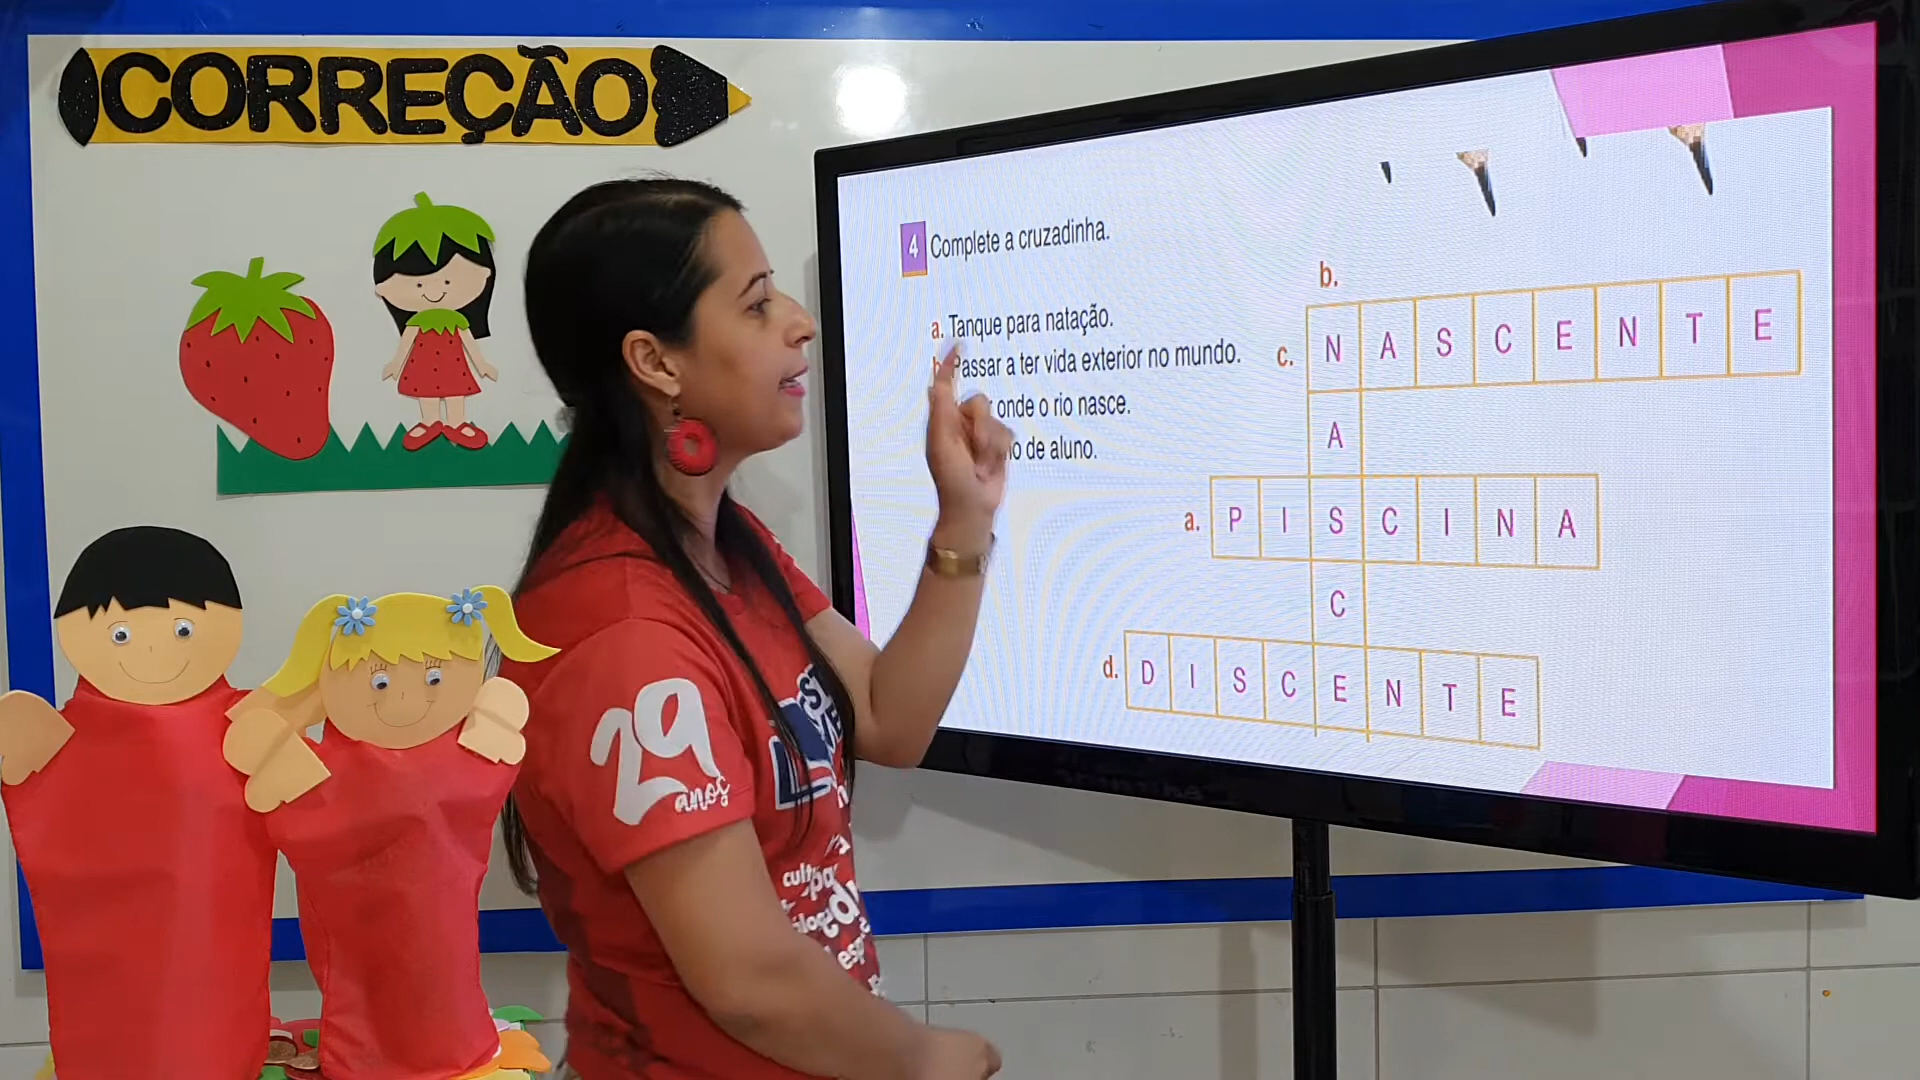 CORREÇÃO
4 Complete a cruzadinha.
a. Tanque para natação.
b. Passar a ter vida exterior no mundo.
onde o rio nasce.
de aluno.
b.
c. N A S C E N T E
A
a. P I S C I N A
C
d. D I S C E N T E
29
anos